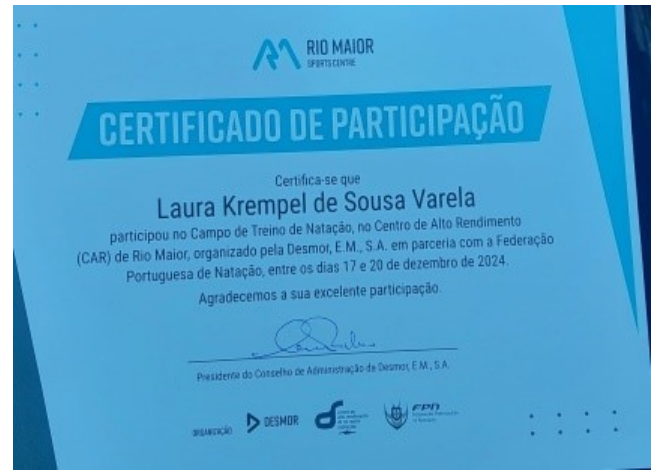 RIO MAIOR
SPORTS CENTRE
CERTIFICADO DE PARTICIPAÇÃO
Certifica-se que
Laura Krempel de Sousa Varela
participou no Campo de Treino de Natação, no Centro de Alto Rendimento
(CAR) de Rio Maior, organizado pela Desmor, E.M., S.A. em parceria com a Federação
Portuguesa de Natação, entre os dias 17 e 20 de dezembro de 2024.
Agradecemos a sua excelente participação.
Presidente do Conselho de Administração de Desmor, E.M., S.A.
ORGANIZAÇÃO
DESMOR
FPN